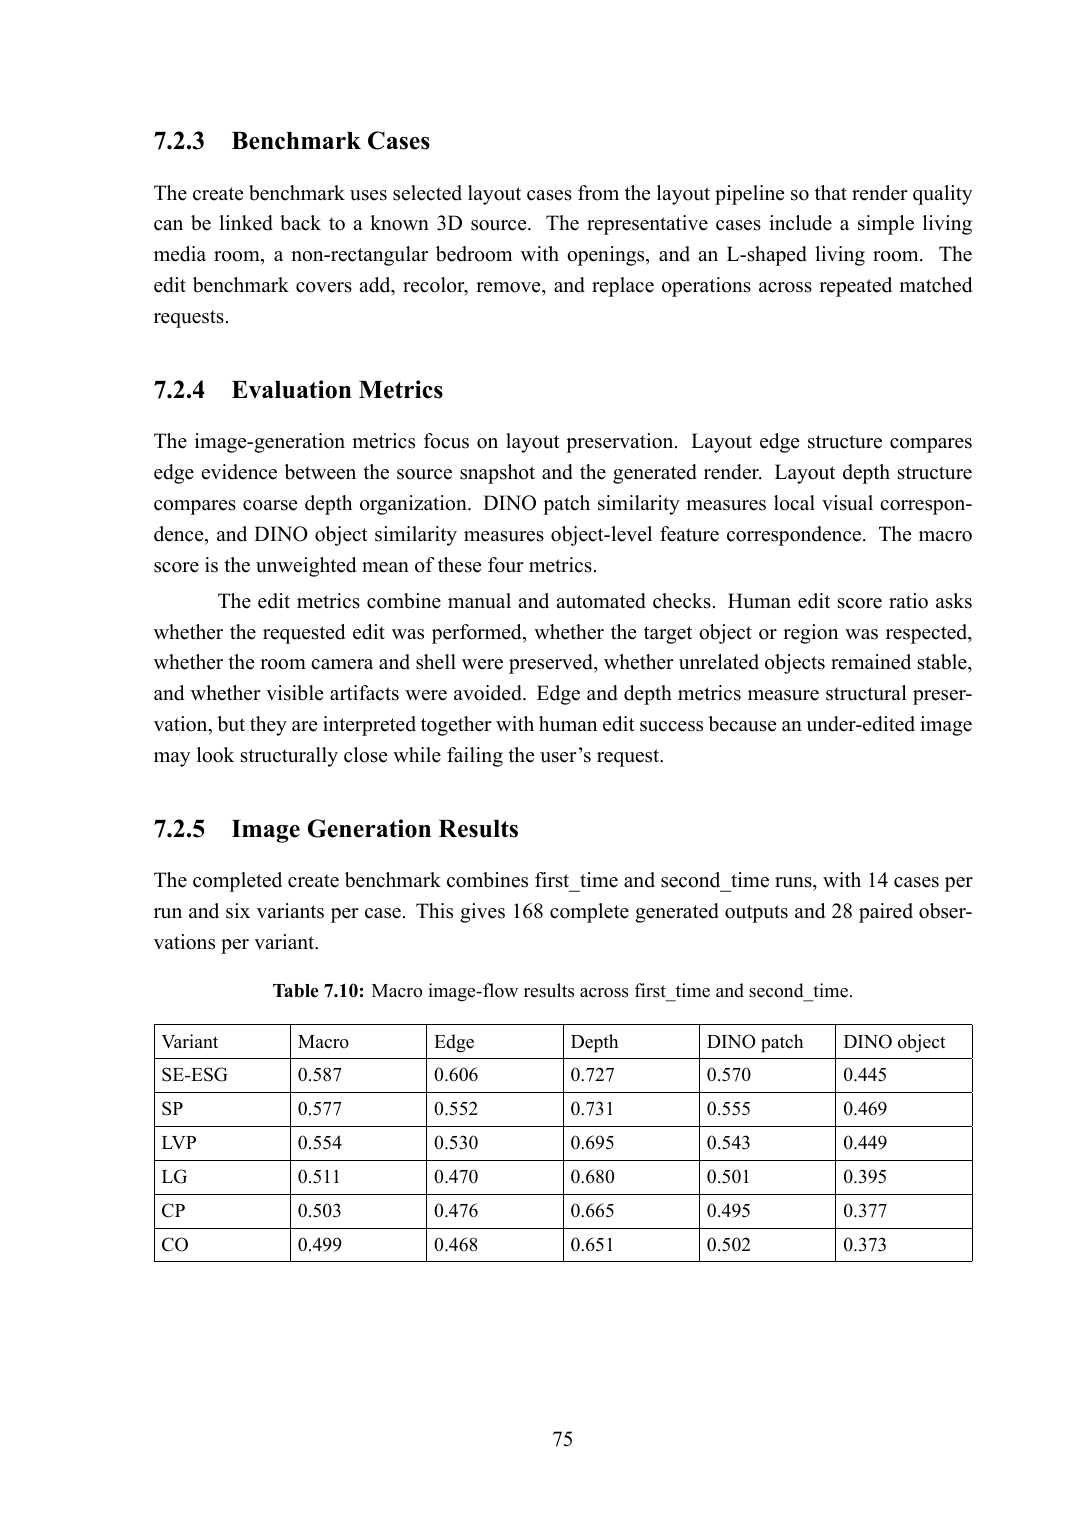 7.2.3 Benchmark Cases
The create benchmark uses selected layout cases from the layout pipeline so that render quality
can be linked back to a known 3D source. The representative cases include a simple living
media room, a non-rectangular bedroom with openings, and an L-shaped living room. The
edit benchmark covers add, recolor, remove, and replace operations across repeated matched
requests.
7.2.4 Evaluation Metrics
The image-generation metrics focus on layout preservation. Layout edge structure compares
edge evidence between the source snapshot and the generated render. Layout depth structure
compares coarse depth organization. DINO patch similarity measures local visual correspon-
dence, and DINO object similarity measures object-level feature correspondence. The macro
score is the unweighted mean of these four metrics.
The edit metrics combine manual and automated checks. Human edit score ratio asks
whether the requested edit was performed, whether the target object or region was respected,
whether the room camera and shell were preserved, whether unrelated objects remained stable,
and whether visible artifacts were avoided. Edge and depth metrics measure structural preser-
vation, but they are interpreted together with human edit success because an under-edited image
may look structurally close while failing the user’s request.
7.2.5 Image Generation Results
The completed create benchmark combines first_time and second_time runs, with 14 cases per
run and six variants per case. This gives 168 complete generated outputs and 28 paired obser-
vations per variant.
Table 7.10: Macro image-flow results across first_time and second_time.
Variant Macro Edge Depth DINO patch DINO object
SE-ESG 0.587 0.606 0.727 0.570 0.445
SP 0.577 0.552 0.731 0.555 0.469
LVP 0.554 0.530 0.695 0.543 0.449
LG 0.511 0.470 0.680 0.501 0.395
CP 0.503 0.476 0.665 0.495 0.377
CO 0.499 0.468 0.651 0.502 0.373
75